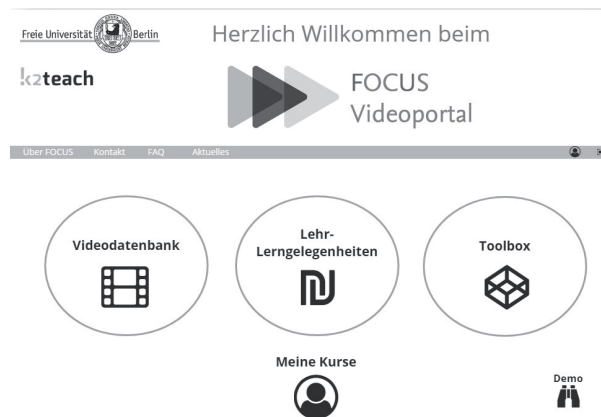 Freie Universität Berlin
Herzlich Willkommen beim
k2teach
FOCUS
Videoportal
Über FOCUS Kontakt FAQ Aktuelles
Videodatenbank
Lehr-
Lerngelegenheiten
Toolbox
Meine Kurse
Demo